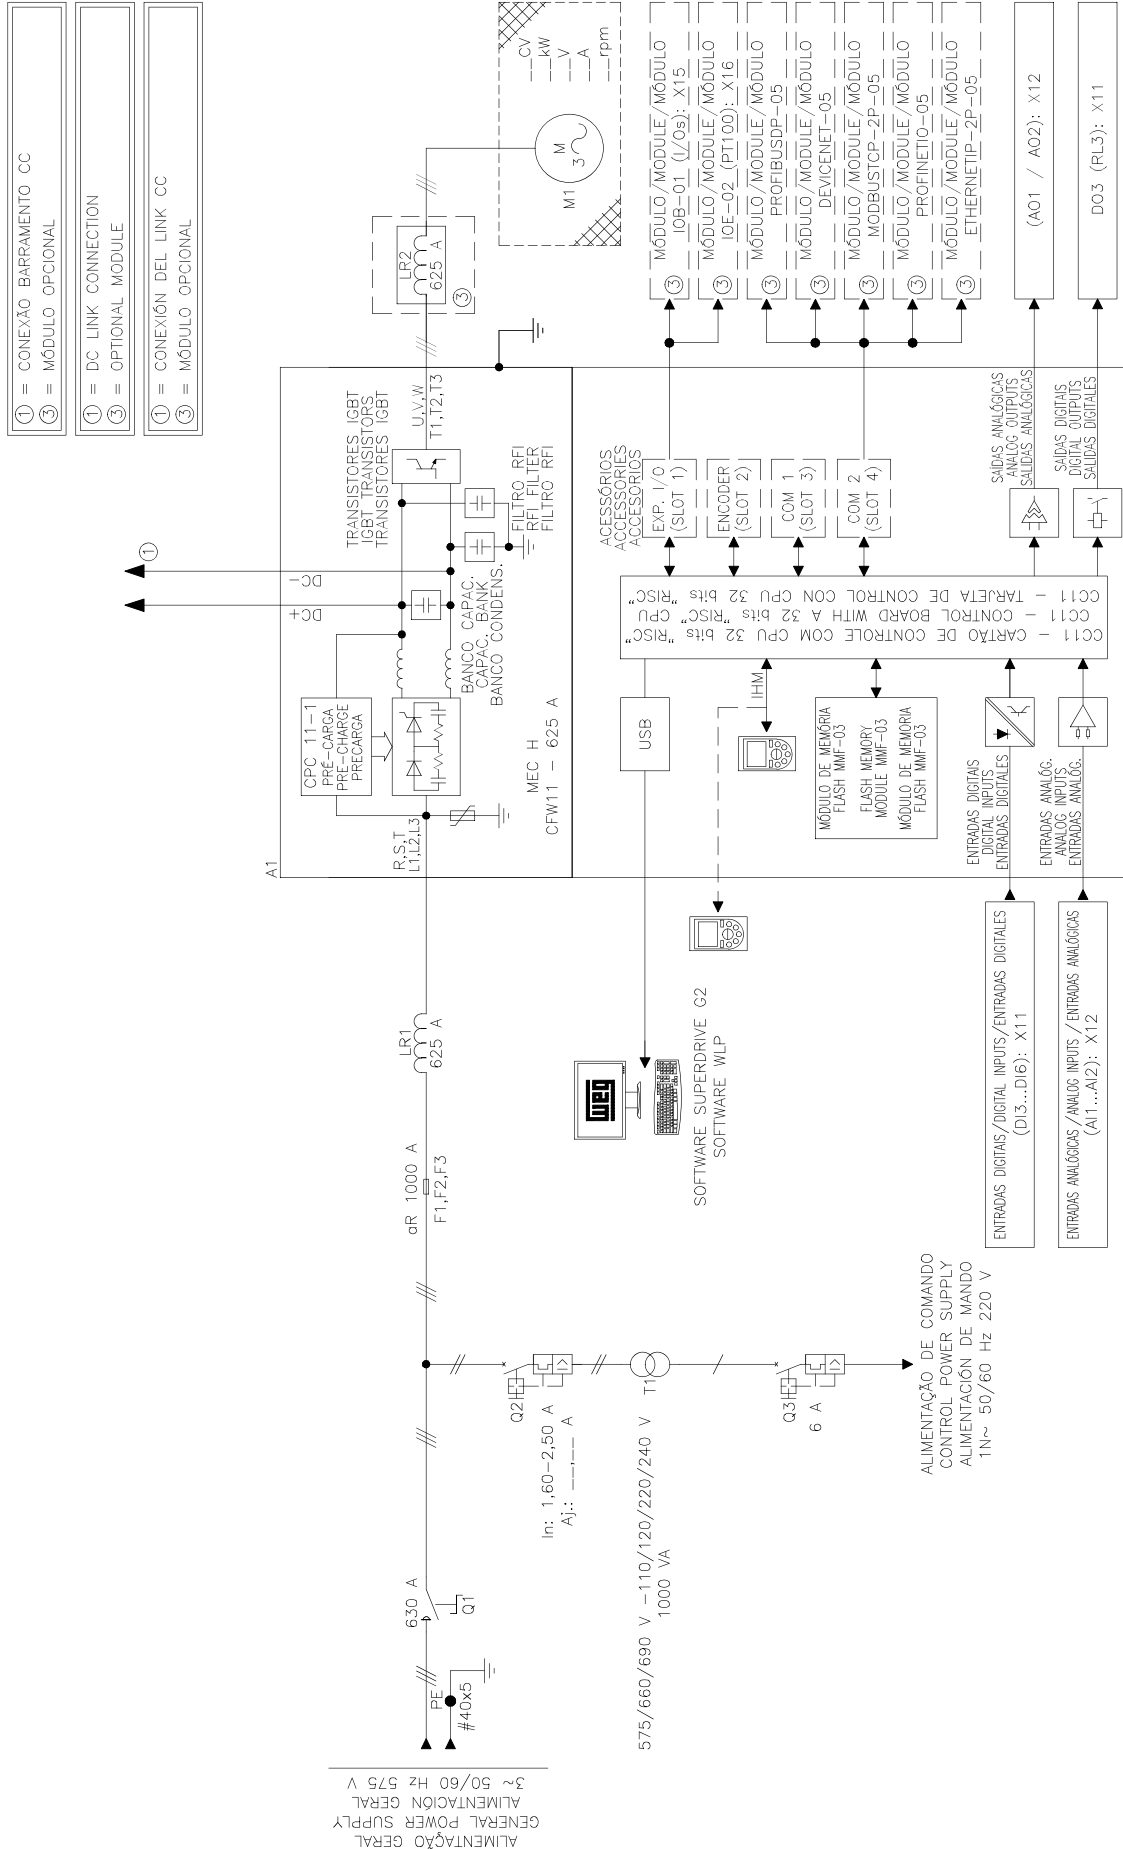 ① = CONEXÃO BARRAMENTO CC
③ = MÓDULO OPCIONAL
① = DC LINK CONNECTION
③ = OPTIONAL MODULE
① = CONEXIÓN DEL LINK CC
③ = MÓDULO OPCIONAL
ALIMENTAÇÃO GERAL
GENERAL POWER SUPPLY
ALIMENTACIÓN GERAL
3~ 50/60 Hz 575 V
PE
#40x5
630 A
Q1
Q2
In: 1,60-2,50 A
Aj.: __,__ A
T1
575/660/690 V -110/120/220/240 V
1000 VA
Q3
6 A
ALIMENTAÇÃO DE COMANDO
CONTROL POWER SUPPLY
ALIMENTACIÓN DE MANDO
1N~ 50/60 Hz 220 V
aR 1000 A
F1,F2,F3
LR1
625 A
A1
R,S,T
L1,L2,L3
CPC 11-1
PRÉ-CARGA
PRE-CHARGE
PRECARGA
DC+
DC-
①
BANCO CAPAC.
CAPAC. BANK
BANCO CONDENS.
MEC H
CFW11 - 625 A
TRANSISTORES IGBT
IGBT TRANSISTORS
TRANSISTORES IGBT
FILTRO RFI
RFI FILTER
FILTRO RFI
U,V,W
T1,T2,T3
LR2
625 A
③
M1
M
3
___CV
___kW
___V
___A
___rpm
weg
SOFTWARE SUPERDRIVE G2
SOFTWARE WLP
USB
IHM
MÓDULO DE MEMÓRIA
FLASH MMF-03
FLASH MEMORY
MODULE MMF-03
MÓDULO DE MEMORIA
FLASH MMF-03
CC11 - CARTÃO DE CONTROLE COM CPU 32 bits "RISC"
CC11 - CONTROL BOARD WITH A 32 bits "RISC" CPU
CC11 - TARJETA DE CONTROL CON CPU 32 bits "RISC"
ACESSÓRIOS
ACCESSORIES
ACCESORIOS
EXP. I/O
(SLOT 1)
ENCODER
(SLOT 2)
COM 1
(SLOT 3)
COM 2
(SLOT 4)
MÓDULO/MODULE/MÓDULO
③ IOB-01 (I/Os): X15
MÓDULO/MODULE/MÓDULO
③ IOE-02 (PT100): X16
MÓDULO/MODULE/MÓDULO
③ PROFIBUSDP-05
MÓDULO/MODULE/MÓDULO
③ DEVICENET-05
MÓDULO/MODULE/MÓDULO
③ MODBUSTCP-2P-05
MÓDULO/MODULE/MÓDULO
③ PROFINETIO-05
MÓDULO/MODULE/MÓDULO
③ ETHERNETIP-2P-05
ENTRADAS DIGITAIS/DIGITAL INPUTS/ENTRADAS DIGITALES
(DI3...DI6): X11
ENTRADAS DIGITAIS
DIGITAL INPUTS
ENTRADAS DIGITALES
ENTRADAS ANALÓGICAS/ANALOG INPUTS/ENTRADAS ANALÓGICAS
(AI1...AI2): X12
ENTRADAS ANALÓG.
ANALOG INPUTS
ENTRADAS ANALÓG.
SAÍDAS ANALÓGICAS
ANALOG OUTPUTS
SALIDAS ANALÓGICAS
(AO1 / AO2): X12
SAÍDAS DIGITAIS
DIGITAL OUTPUTS
SALIDAS DIGITALES
DO3 (RL3): X11